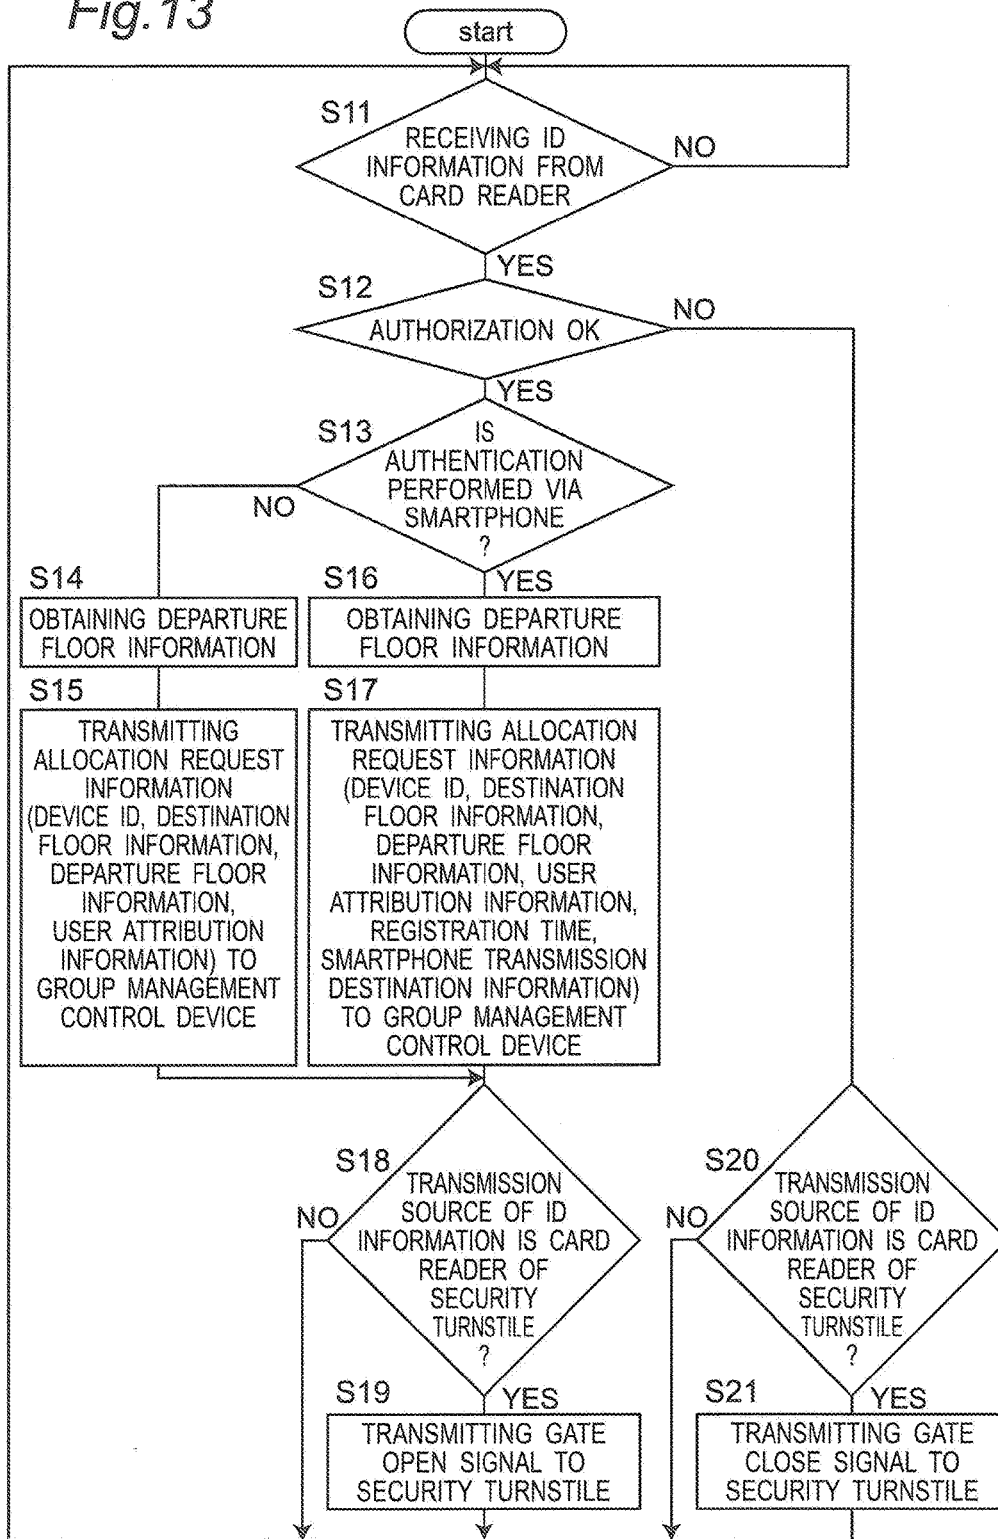 Fig.13
start
S11
RECEIVING ID
INFORMATION FROM
CARD READER
NO
YES
S12
AUTHORIZATION OK
NO
YES
S13
IS
AUTHENTICATION
PERFORMED VIA
SMARTPHONE
?
NO
YES
S14
OBTAINING DEPARTURE
FLOOR INFORMATION
S16
OBTAINING DEPARTURE
FLOOR INFORMATION
S15
TRANSMITTING
ALLOCATION REQUEST
INFORMATION
(DEVICE ID, DESTINATION
FLOOR INFORMATION,
DEPARTURE FLOOR
INFORMATION,
USER ATTRIBUTION
INFORMATION) TO
GROUP MANAGEMENT
CONTROL DEVICE
S17
TRANSMITTING ALLOCATION
REQUEST INFORMATION
(DEVICE ID, DESTINATION
FLOOR INFORMATION,
DEPARTURE FLOOR
INFORMATION, USER
ATTRIBUTION INFORMATION,
REGISTRATION TIME,
SMARTPHONE TRANSMISSION
DESTINATION INFORMATION)
TO GROUP MANAGEMENT
CONTROL DEVICE
S18
TRANSMISSION
SOURCE OF ID
INFORMATION IS CARD
READER OF
SECURITY
TURNSTILE
?
NO
YES
S20
TRANSMISSION
SOURCE OF ID
INFORMATION IS CARD
READER OF
SECURITY
TURNSTILE
?
NO
YES
S19
TRANSMITTING GATE
OPEN SIGNAL TO
SECURITY TURNSTILE
S21
TRANSMITTING GATE
CLOSE SIGNAL TO
SECURITY TURNSTILE